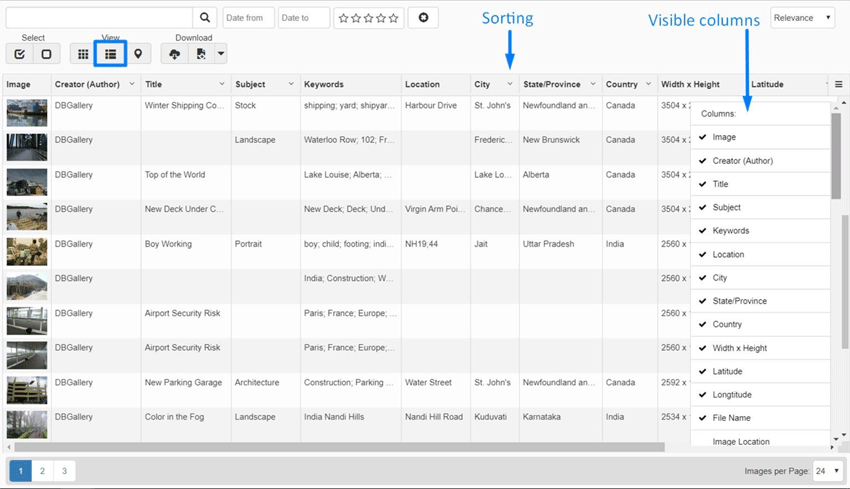 Sorting
Visible columns
Date from
Date to
Relevance
Select
View
Download
Image Creator (Author) Title Subject Keywords Location City State/Province Country Width x Height Latitude
DBGallery Winter Shipping Co... Stock shipping; yard; shipyar... Harbour Drive St. John's Newfoundland an... Canada 3504 x 2
DBGallery Landscape Waterloo Row; 102; Fr... Frederic... New Brunswick Canada 3504 x 2
DBGallery Top of the World Lake Louise; Alberta; ... Lake Lo... Alberta Canada 3504 x 2
DBGallery New Deck Under C... New Deck; Deck; Und... Virgin Arm Poi... Chance... Newfoundland an... Canada 3504 x 2
DBGallery Boy Working Portrait boy; child; footing; indi... NH19,44 Jait Uttar Pradesh India 2560 x
DBGallery India; Construction; W... 2560 x
DBGallery Airport Security Risk Paris; France; Europe; ... 2560 x
DBGallery Airport Security Risk Paris; France; Europe;... 2560 x
DBGallery New Parking Garage Architecture Construction; Parking ... Water Street St. John's Newfoundland an... Canada 2592 x
DBGallery Color in the Fog Landscape India Nandi Hills Nandi Hill Road Kuduvati Karnataka India 2534 x
Columns:
Image
Creator (Author)
Title
Subject
Keywords
Location
City
State/Province
Country
Width x Height
Latitude
Longtitude
File Name
Image Location
1 2 3
Images per Page: 24